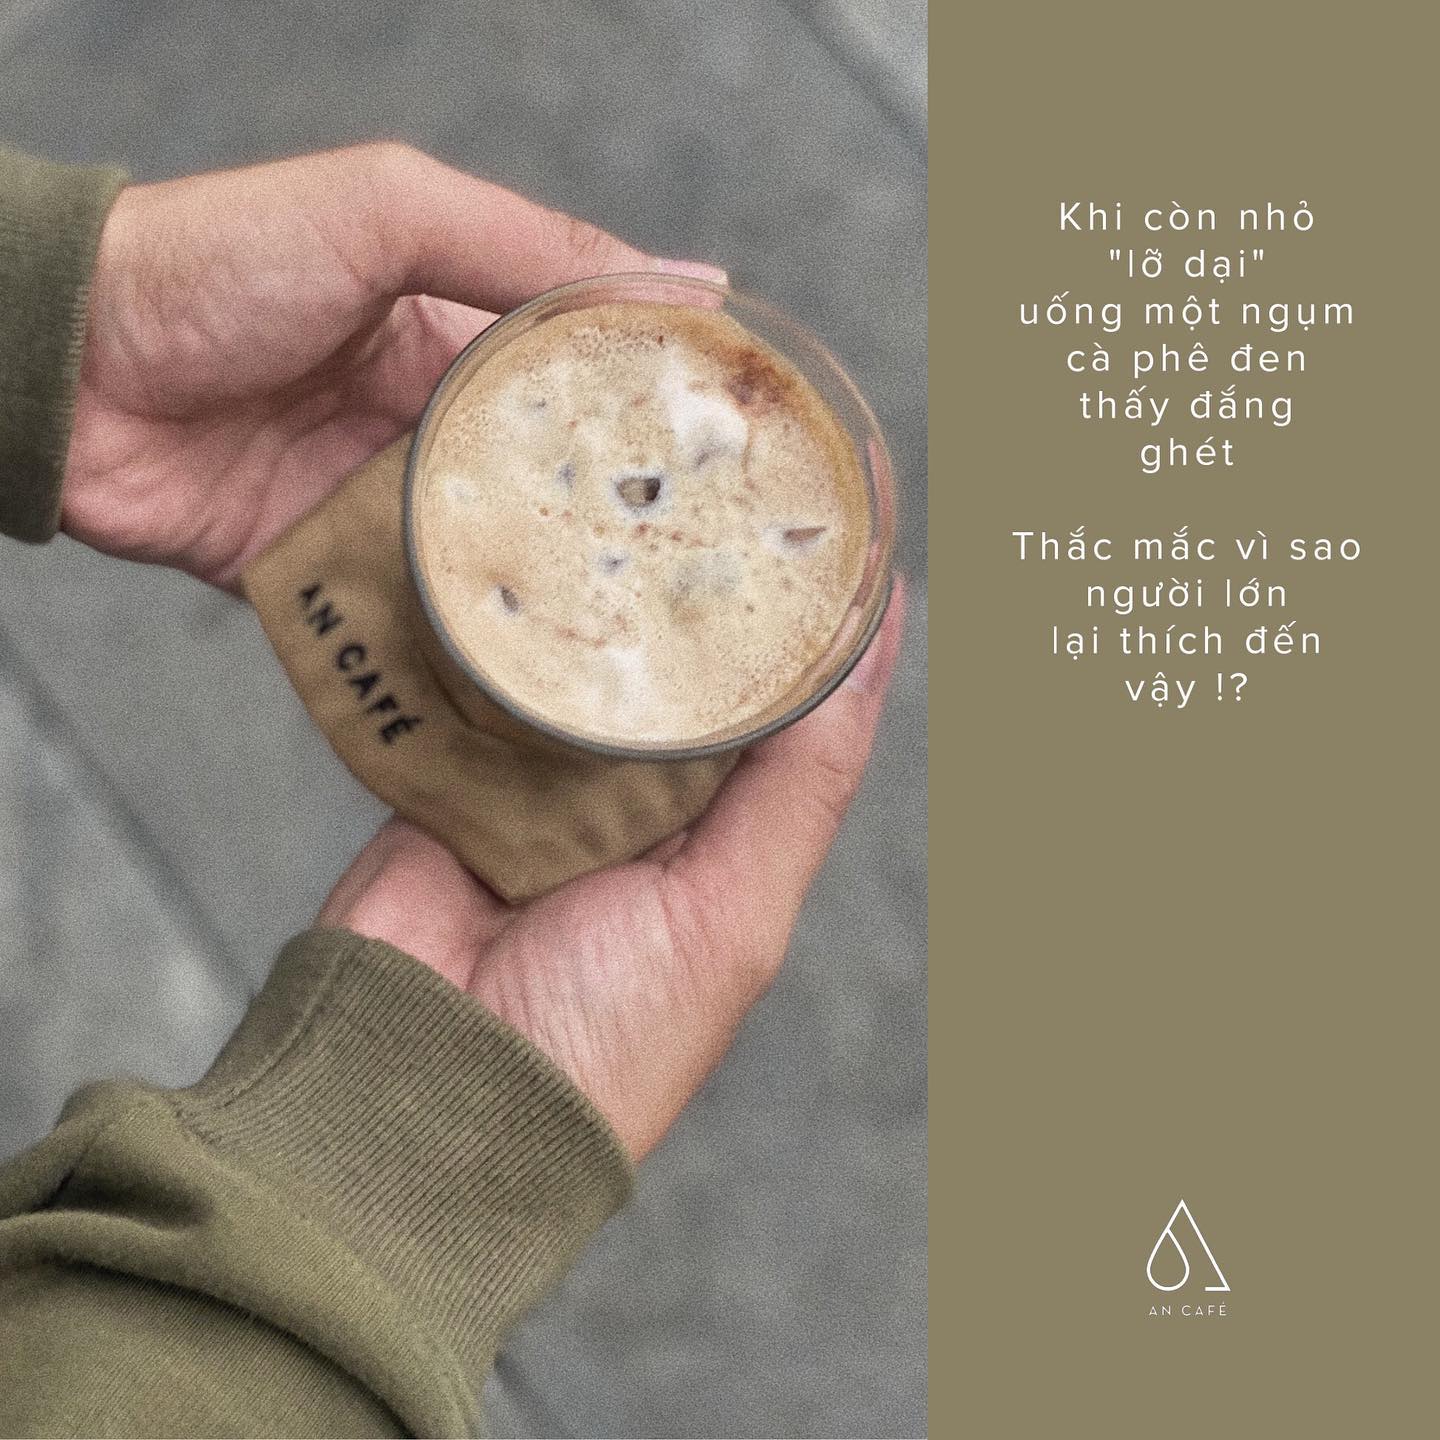 AN CAFÉ
Khi còn nhỏ
"lỡ dại"
uống một ngụm
cà phê đen
thấy đắng
ghét
Thắc mắc vì sao
người lớn
lại thích đến
vậy !?
AN CAFÉ